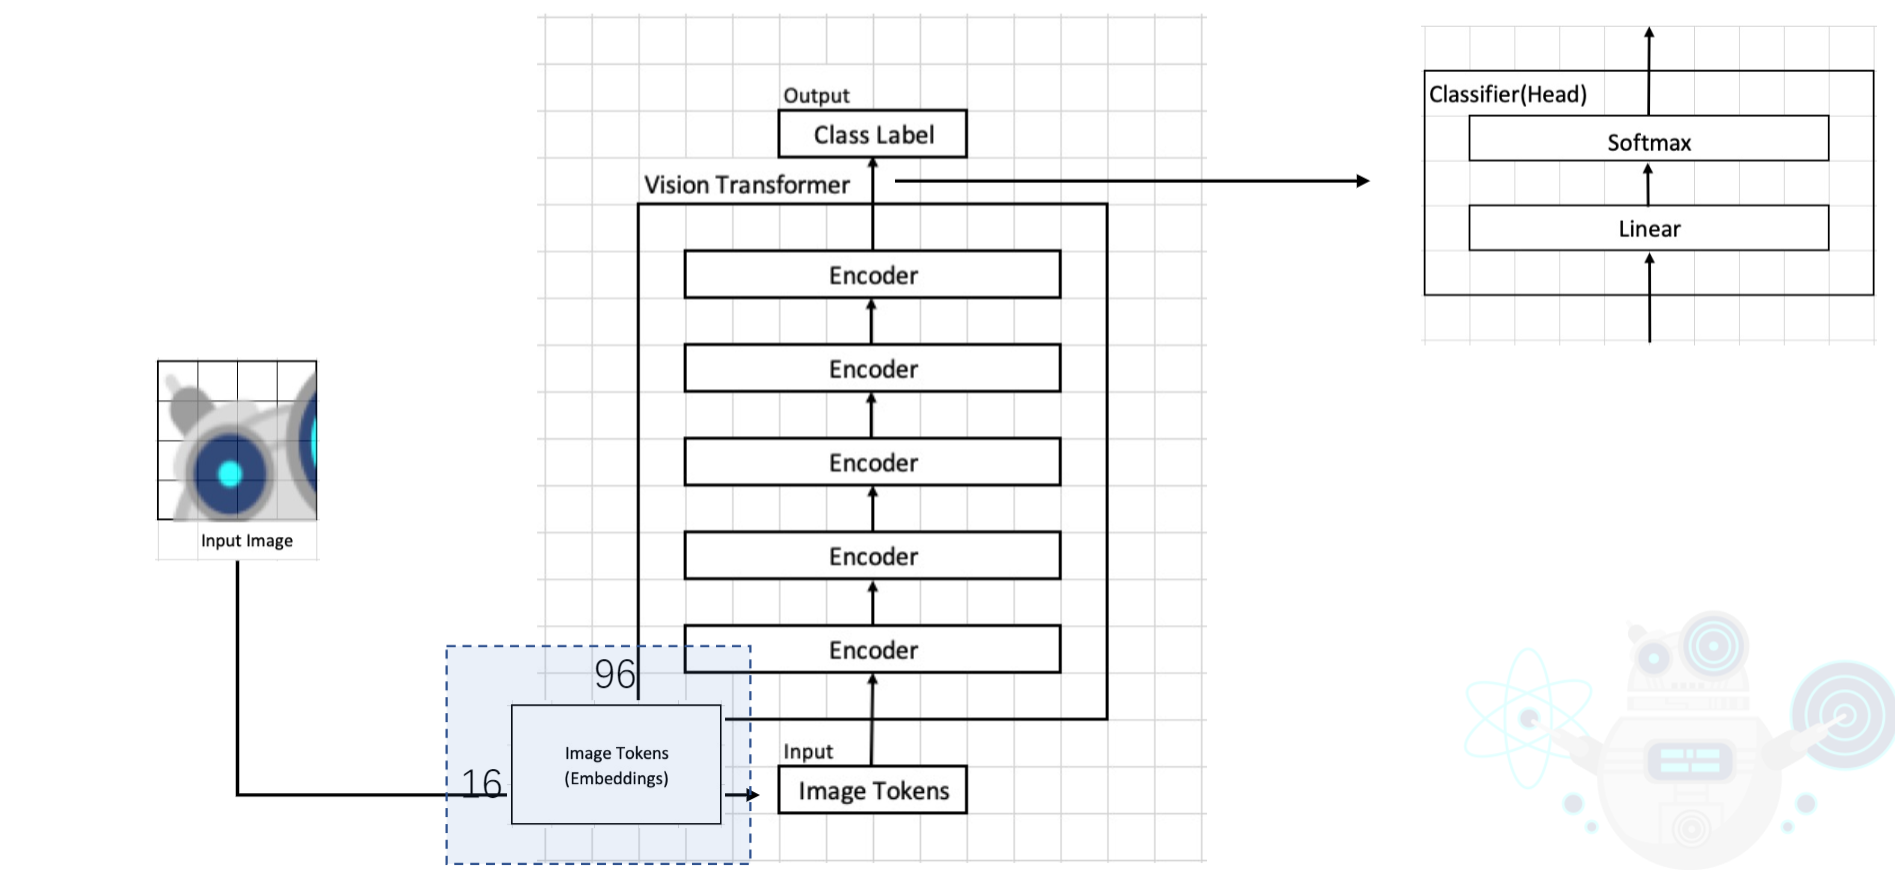 Output
Class Label
Vision Transformer
Encoder
Encoder
Encoder
Encoder
Encoder
Input
Image Tokens
Classifier(Head)
Softmax
Linear
Input Image
96
16
Image Tokens
(Embeddings)